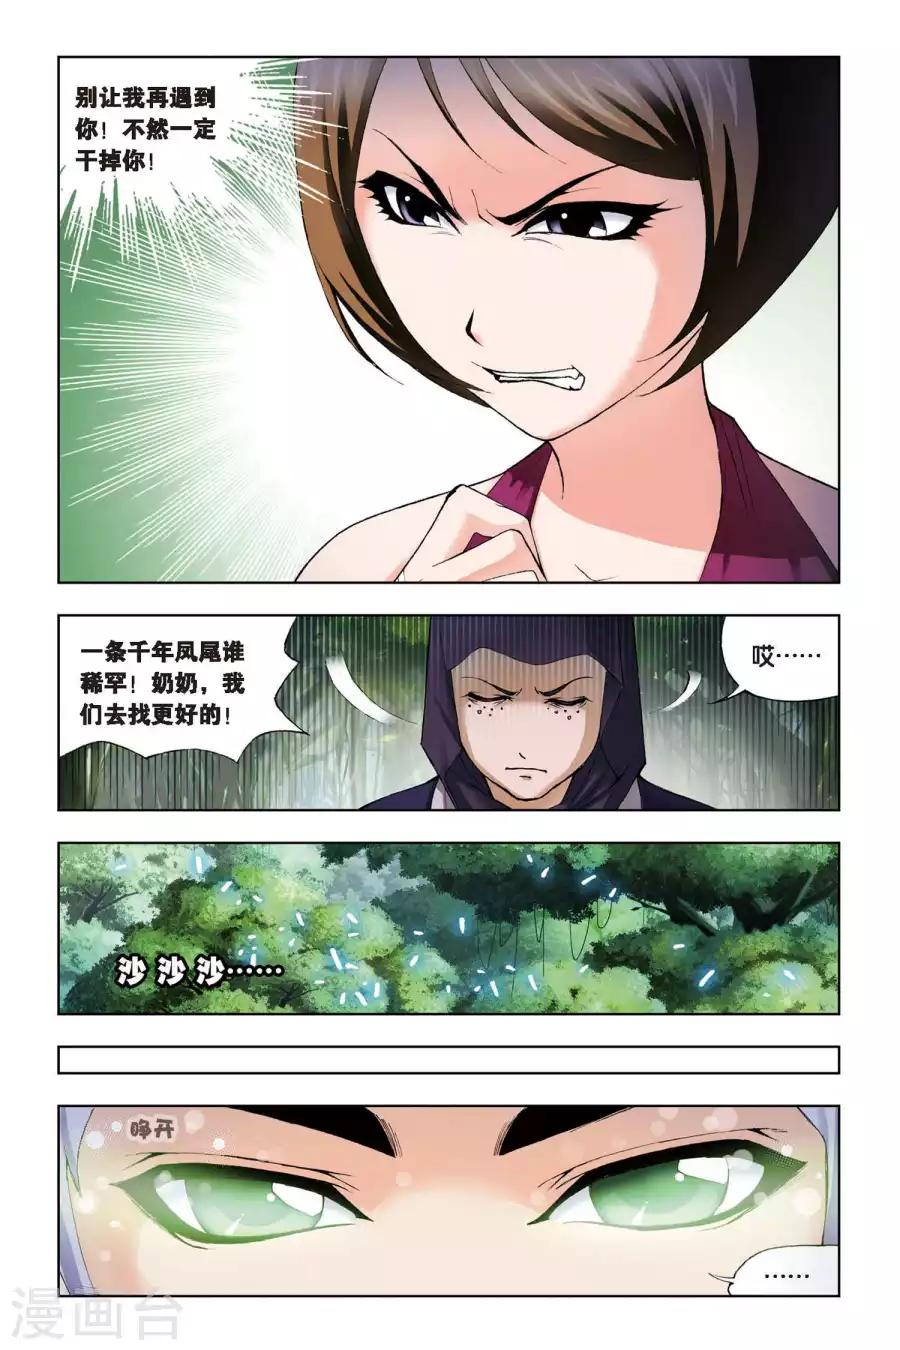 别让我再遇到
你！不然一定
干掉你！
一条千年凤尾谁
稀罕！奶奶，我
们去找更好的！
哎……
沙 沙 沙……
睁开
……
漫画台